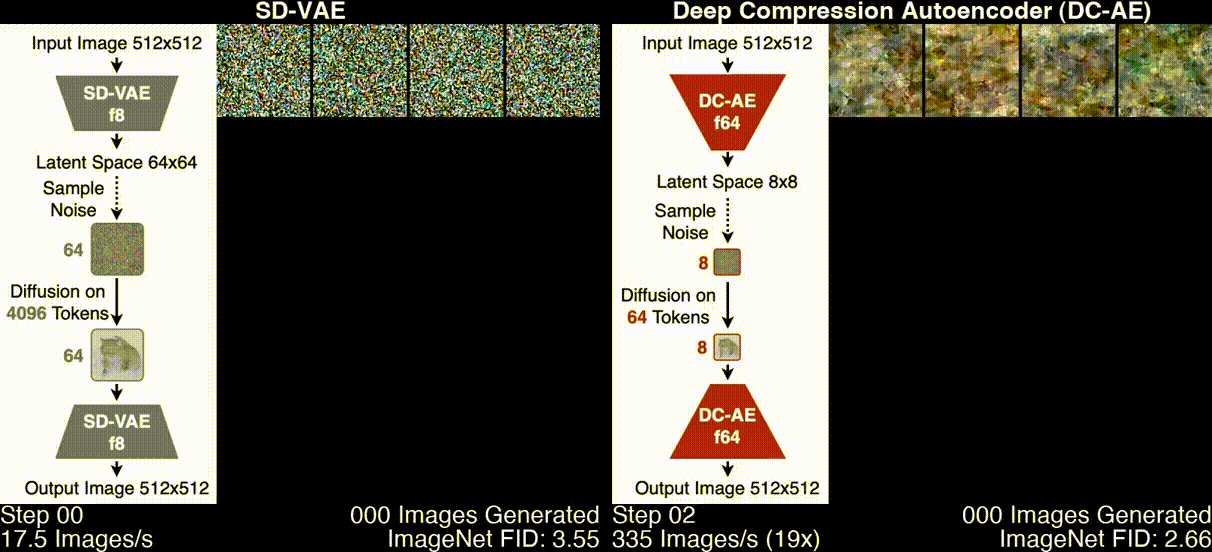 SD-VAE
Input Image 512x512
SD-VAE
f8
Latent Space 64x64
Sample
Noise
64
Diffusion on
4096 Tokens
64
SD-VAE
f8
Output Image 512x512
Step 00
000 Images Generated
17.5 Images/s
ImageNet FID: 3.55
Deep Compression Autoencoder (DC-AE)
Input Image 512x512
DC-AE
f64
Latent Space 8x8
Sample
Noise
8
Diffusion on
64 Tokens
8
DC-AE
f64
Output Image 512x512
Step 02
000 Images Generated
335 Images/s (19x)
ImageNet FID: 2.66